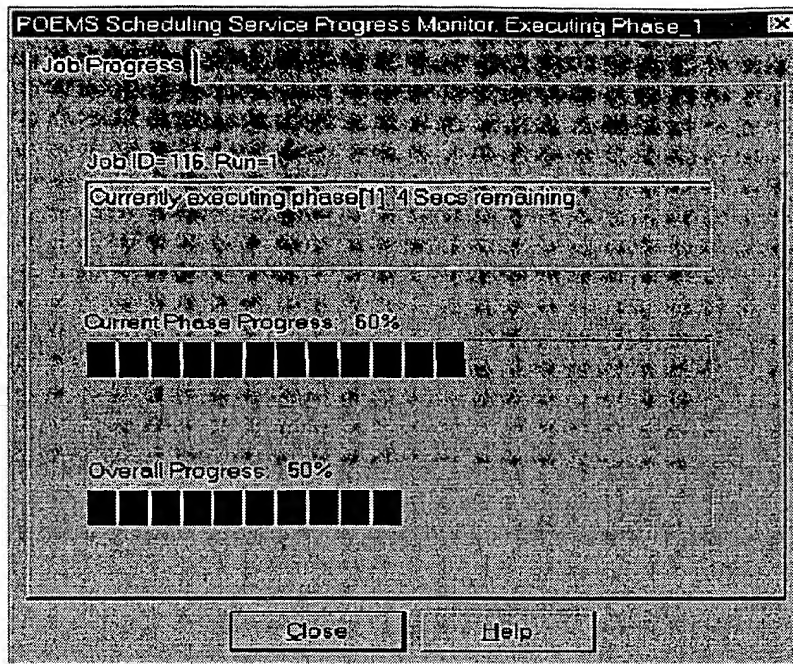 POEMS Scheduling Service Progress Monitor. Executing Phase_1
Job Progress
Job ID=116, Run=1
Currently executing phase[1], 4 Secs remaining
Current Phase Progress: 60%
Overall Progress: 50%
Close Help